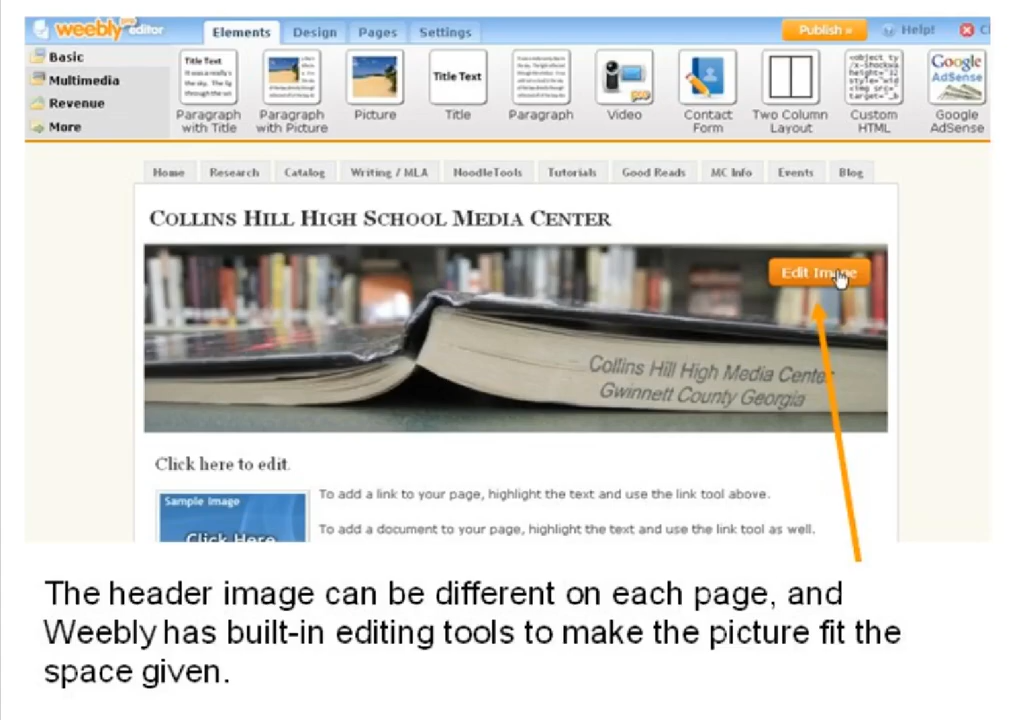 weebly pro editor
Elements Design Pages Settings Publish » Help!
Basic
Multimedia
Revenue
More
Title Text
Title Text
pro
Google AdSense
Paragraph with Title
Paragraph with Picture
Picture
Title
Paragraph
Video
Contact Form
Two Column Layout
Custom HTML
Google AdSense
Home Research Catalog Writing / MLA NoodleTools Tutorials Good Reads MC Info Events Blog
COLLINS HILL HIGH SCHOOL MEDIA CENTER
Edit Image
Collins Hill High Media Center
Gwinnett County Georgia
Click here to edit.
Sample Image
Click Here
To add a link to your page, highlight the text and use the link tool above.
To add a document to your page, highlight the text and use the link tool as well.
The header image can be different on each page, and
Weebly has built-in editing tools to make the picture fit the
space given.